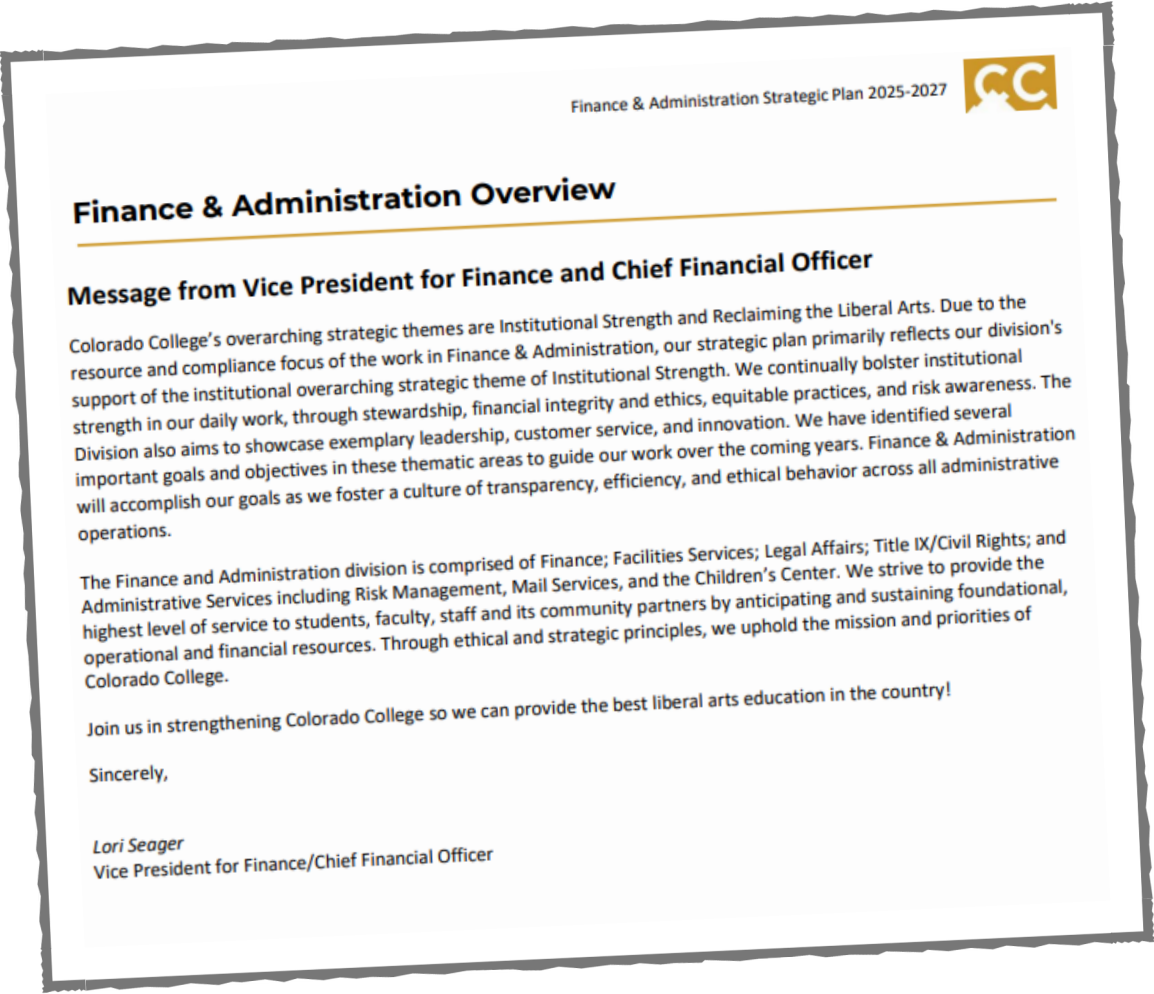 Finance & Administration Strategic Plan 2025-2027
CC
Finance & Administration Overview
Message from Vice President for Finance and Chief Financial Officer
Colorado College's overarching strategic themes are Institutional Strength and Reclaiming the Liberal Arts. Due to the
resource and compliance focus of the work in Finance & Administration, our strategic plan primarily reflects our division's
support of the institutional overarching strategic theme of Institutional Strength. We continually bolster institutional
strength in our daily work, through stewardship, financial integrity and ethics, equitable practices, and risk awareness. The
Division also aims to showcase exemplary leadership, customer service, and innovation. We have identified several
important goals and objectives in these thematic areas to guide our work over the coming years. Finance & Administration
will accomplish our goals as we foster a culture of transparency, efficiency, and ethical behavior across all administrative
operations.
The Finance and Administration division is comprised of Finance; Facilities Services; Legal Affairs; Title IX/Civil Rights; and
Administrative Services including Risk Management, Mail Services, and the Children's Center. We strive to provide the
highest level of service to students, faculty, staff and its community partners by anticipating and sustaining foundational,
operational and financial resources. Through ethical and strategic principles, we uphold the mission and priorities of
Colorado College.
Join us in strengthening Colorado College so we can provide the best liberal arts education in the country!
Sincerely,
Lori Seager
Vice President for Finance/Chief Financial Officer